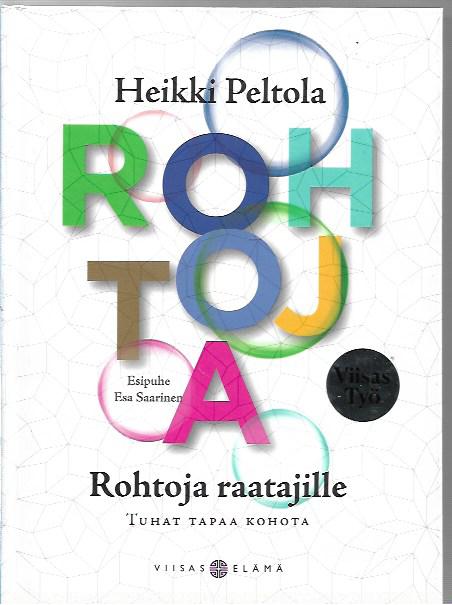 Heikki Peltola
ROH
TOJ
A
Esipuhe
Esa Saarinen
Viisas
Työ
Rohtoja raatajille
TUHAT TAPAA KOHOTA
VIISAS ELÄMÄ